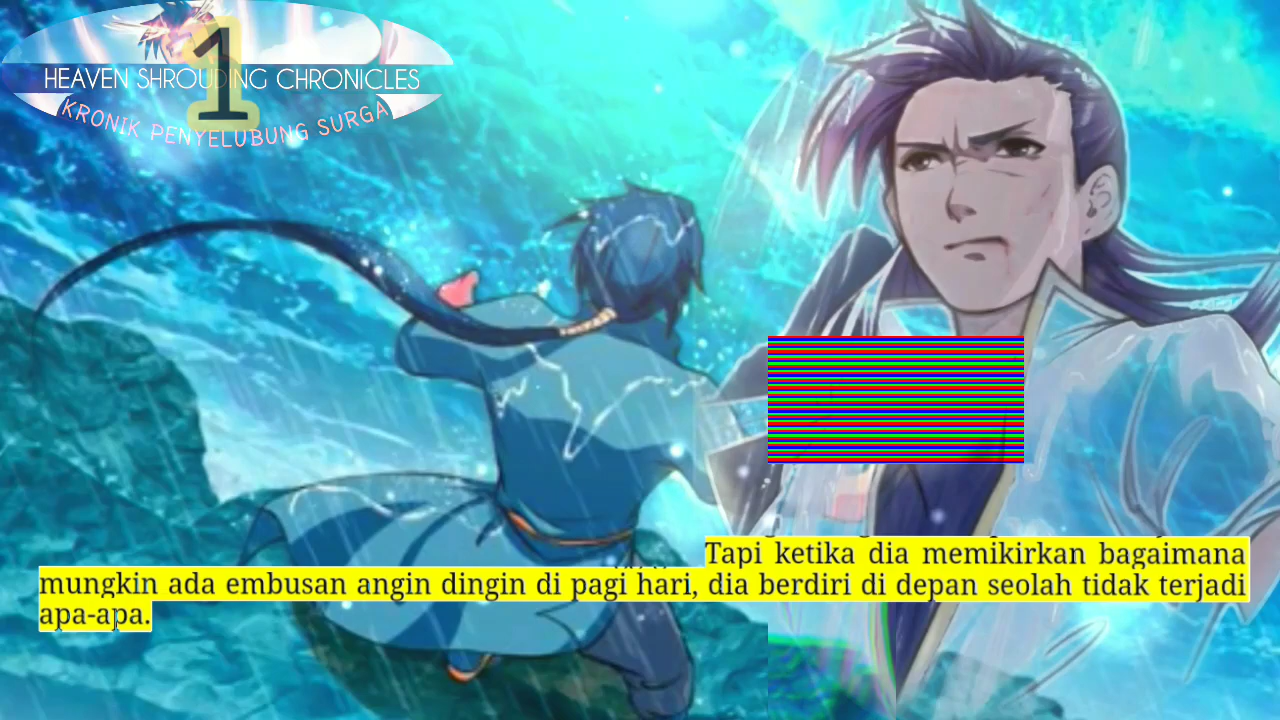 1
HEAVEN SHROUDING CHRONICLES
KRONIK PENYELUBUNG SURGA
Tapi ketika dia memikirkan bagaimana
mungkin ada embusan angin dingin di pagi hari, dia berdiri di depan seolah tidak terjadi
apa-apa.